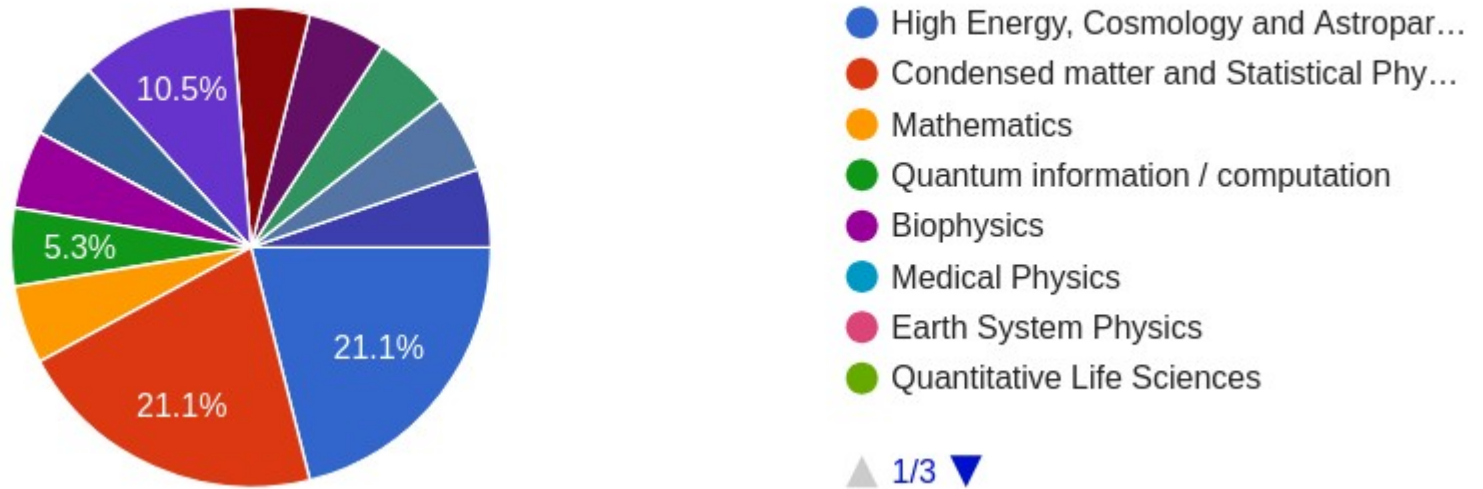 10.5%
5.3%
21.1%
21.1%
High Energy, Cosmology and Astropar...
Condensed matter and Statistical Phy...
Mathematics
Quantum information / computation
Biophysics
Medical Physics
Earth System Physics
Quantitative Life Sciences
1/3